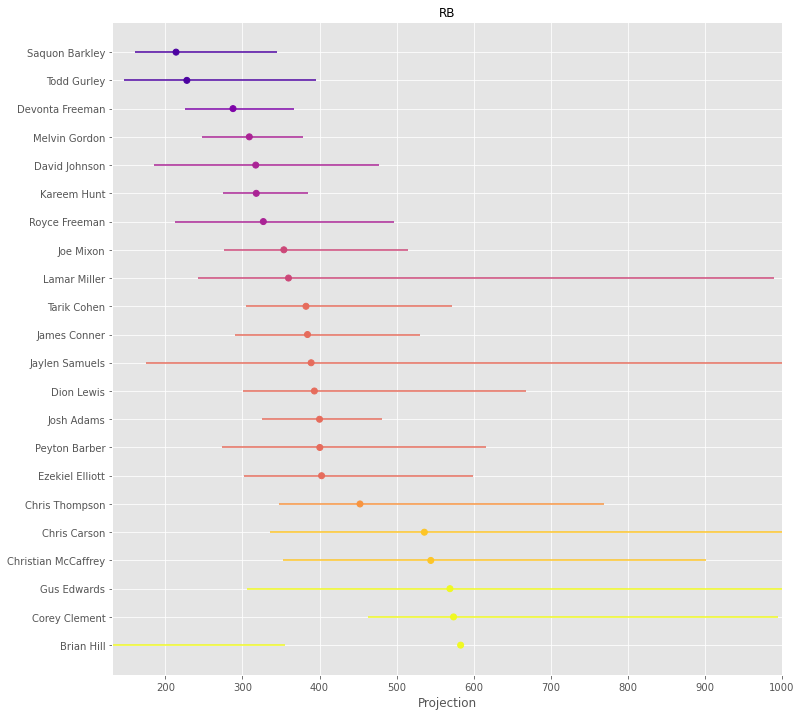 RB
Saquon Barkley
Todd Gurley
Devonta Freeman
Melvin Gordon
David Johnson
Kareem Hunt
Royce Freeman
Joe Mixon
Lamar Miller
Tarik Cohen
James Conner
Jaylen Samuels
Dion Lewis
Josh Adams
Peyton Barber
Ezekiel Elliott
Chris Thompson
Chris Carson
Christian McCaffrey
Gus Edwards
Corey Clement
Brian Hill
200 300 400 500 600 700 800 900 1000
Projection